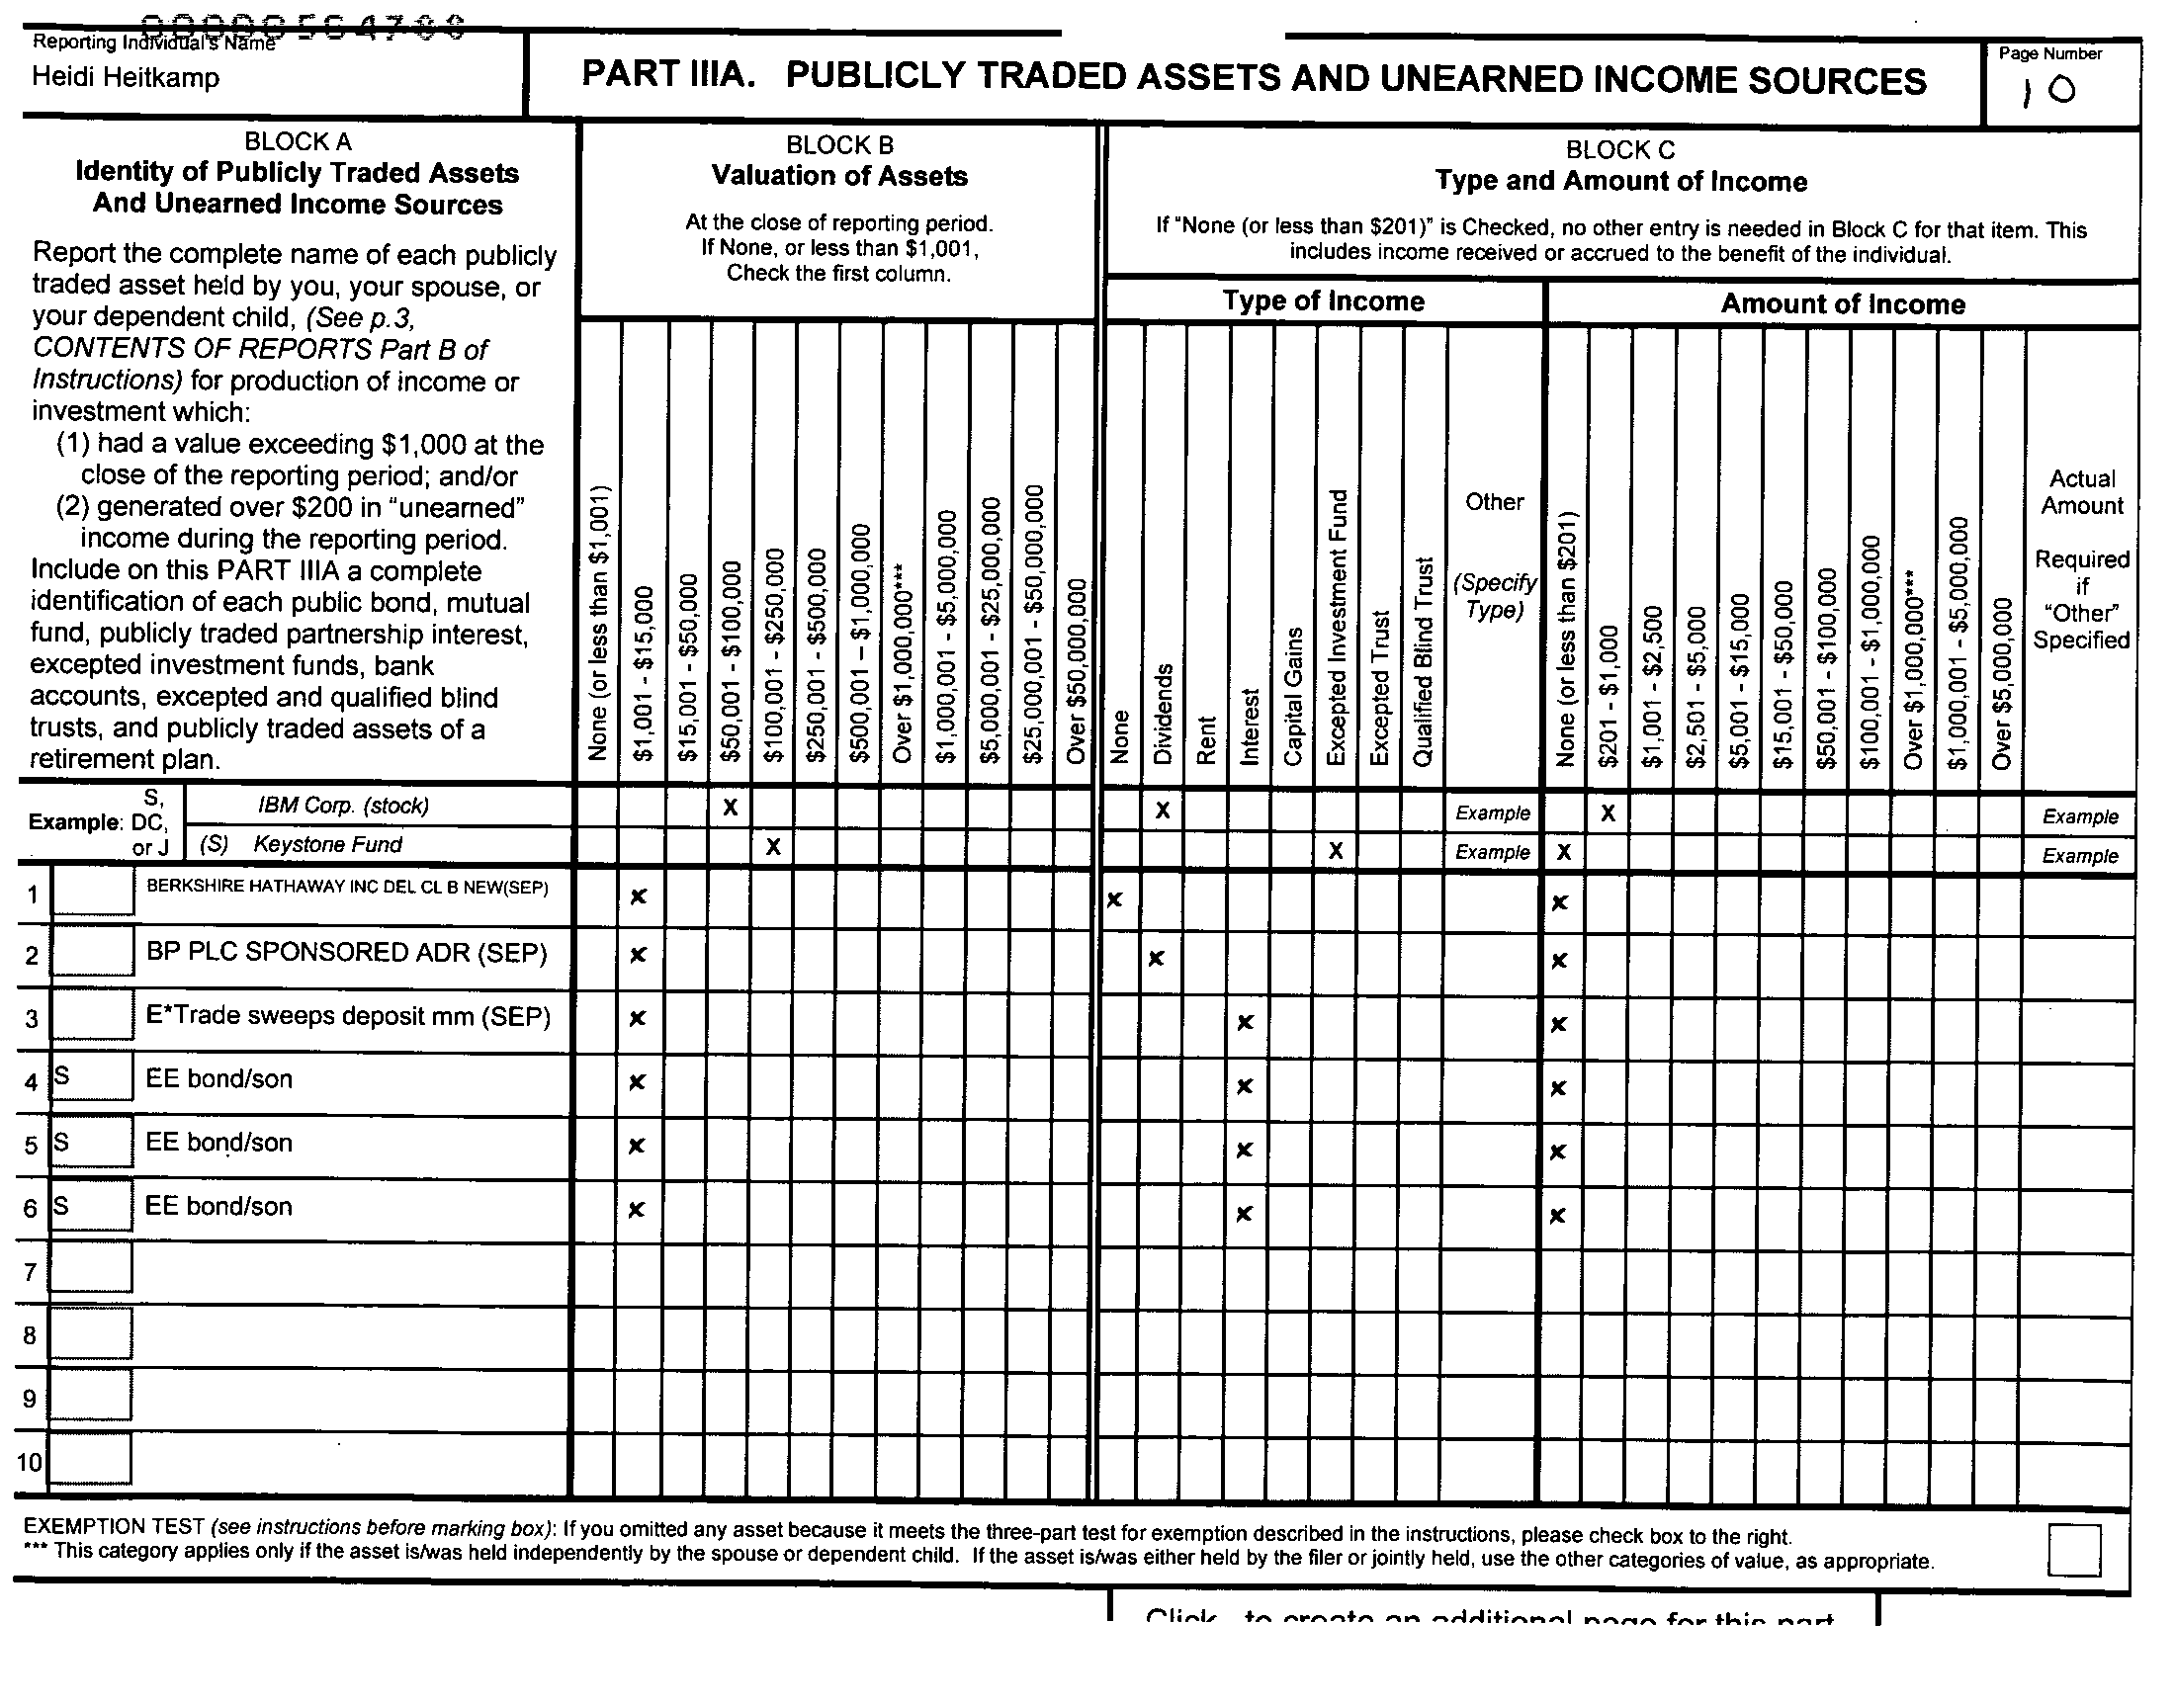 00000564788
Reporting Individual's Name
Heidi Heitkamp
PART IIIA. PUBLICLY TRADED ASSETS AND UNEARNED INCOME SOURCES
Page Number
10
BLOCK A
Identity of Publicly Traded Assets
And Unearned Income Sources
Report the complete name of each publicly
traded asset held by you, your spouse, or
your dependent child, (See p.3,
CONTENTS OF REPORTS Part B of
Instructions) for production of income or
investment which:
(1) had a value exceeding $1,000 at the
close of the reporting period; and/or
(2) generated over $200 in "unearned"
income during the reporting period.
Include on this PART IIIA a complete
identification of each public bond, mutual
fund, publicly traded partnership interest,
excepted investment funds, bank
accounts, excepted and qualified blind
trusts, and publicly traded assets of a
retirement plan.
BLOCK B
Valuation of Assets
At the close of reporting period.
If None, or less than $1,001,
Check the first column.
None (or less than $1,001)
$1,001 - $15,000
$15,001 - $50,000
$50,001 - $100,000
$100,001 - $250,000
$250,001 - $500,000
$500,001 – $1,000,000
Over $1,000,000***
$1,000,001 - $5,000,000
$5,000,001 - $25,000,000
$25,000,001 - $50,000,000
Over $50,000,000
BLOCK C
Type and Amount of Income
If "None (or less than $201)" is Checked, no other entry is needed in Block C for that item. This
includes income received or accrued to the benefit of the individual.
Type of Income
None
Dividends
Rent
Interest
Capital Gains
Excepted Investment Fund
Excepted Trust
Qualified Blind Trust
Other
(Specify
Type)
Amount of Income
None (or less than $201)
$201 - $1,000
$1,001 - $2,500
$2,501 - $5,000
$5,001 - $15,000
$15,001 - $50,000
$50,001 - $100,000
$100,001 - $1,000,000
Over $1,000,000***
$1,000,001 - $5,000,000
Over $5,000,000
Actual
Amount
Required
if
"Other"
Specified
Example: S, DC, or J
IBM Corp. (stock) X X Example X Example
(S) Keystone Fund X X Example X Example
1 BERKSHIRE HATHAWAY INC DEL CL B NEW(SEP) x x x
2 BP PLC SPONSORED ADR (SEP) x x x
3 E*Trade sweeps deposit mm (SEP) x x x
4 S EE bond/son x x x
5 S EE bond/son x x x
6 S EE bond/son x x x
7
8
9
10
EXEMPTION TEST (see instructions before marking box): If you omitted any asset because it meets the three-part test for exemption described in the instructions, please check box to the right.
*** This category applies only if the asset is/was held independently by the spouse or dependent child. If the asset is/was either held by the filer or jointly held, use the other categories of value, as appropriate.
Click to create an additional page for this part